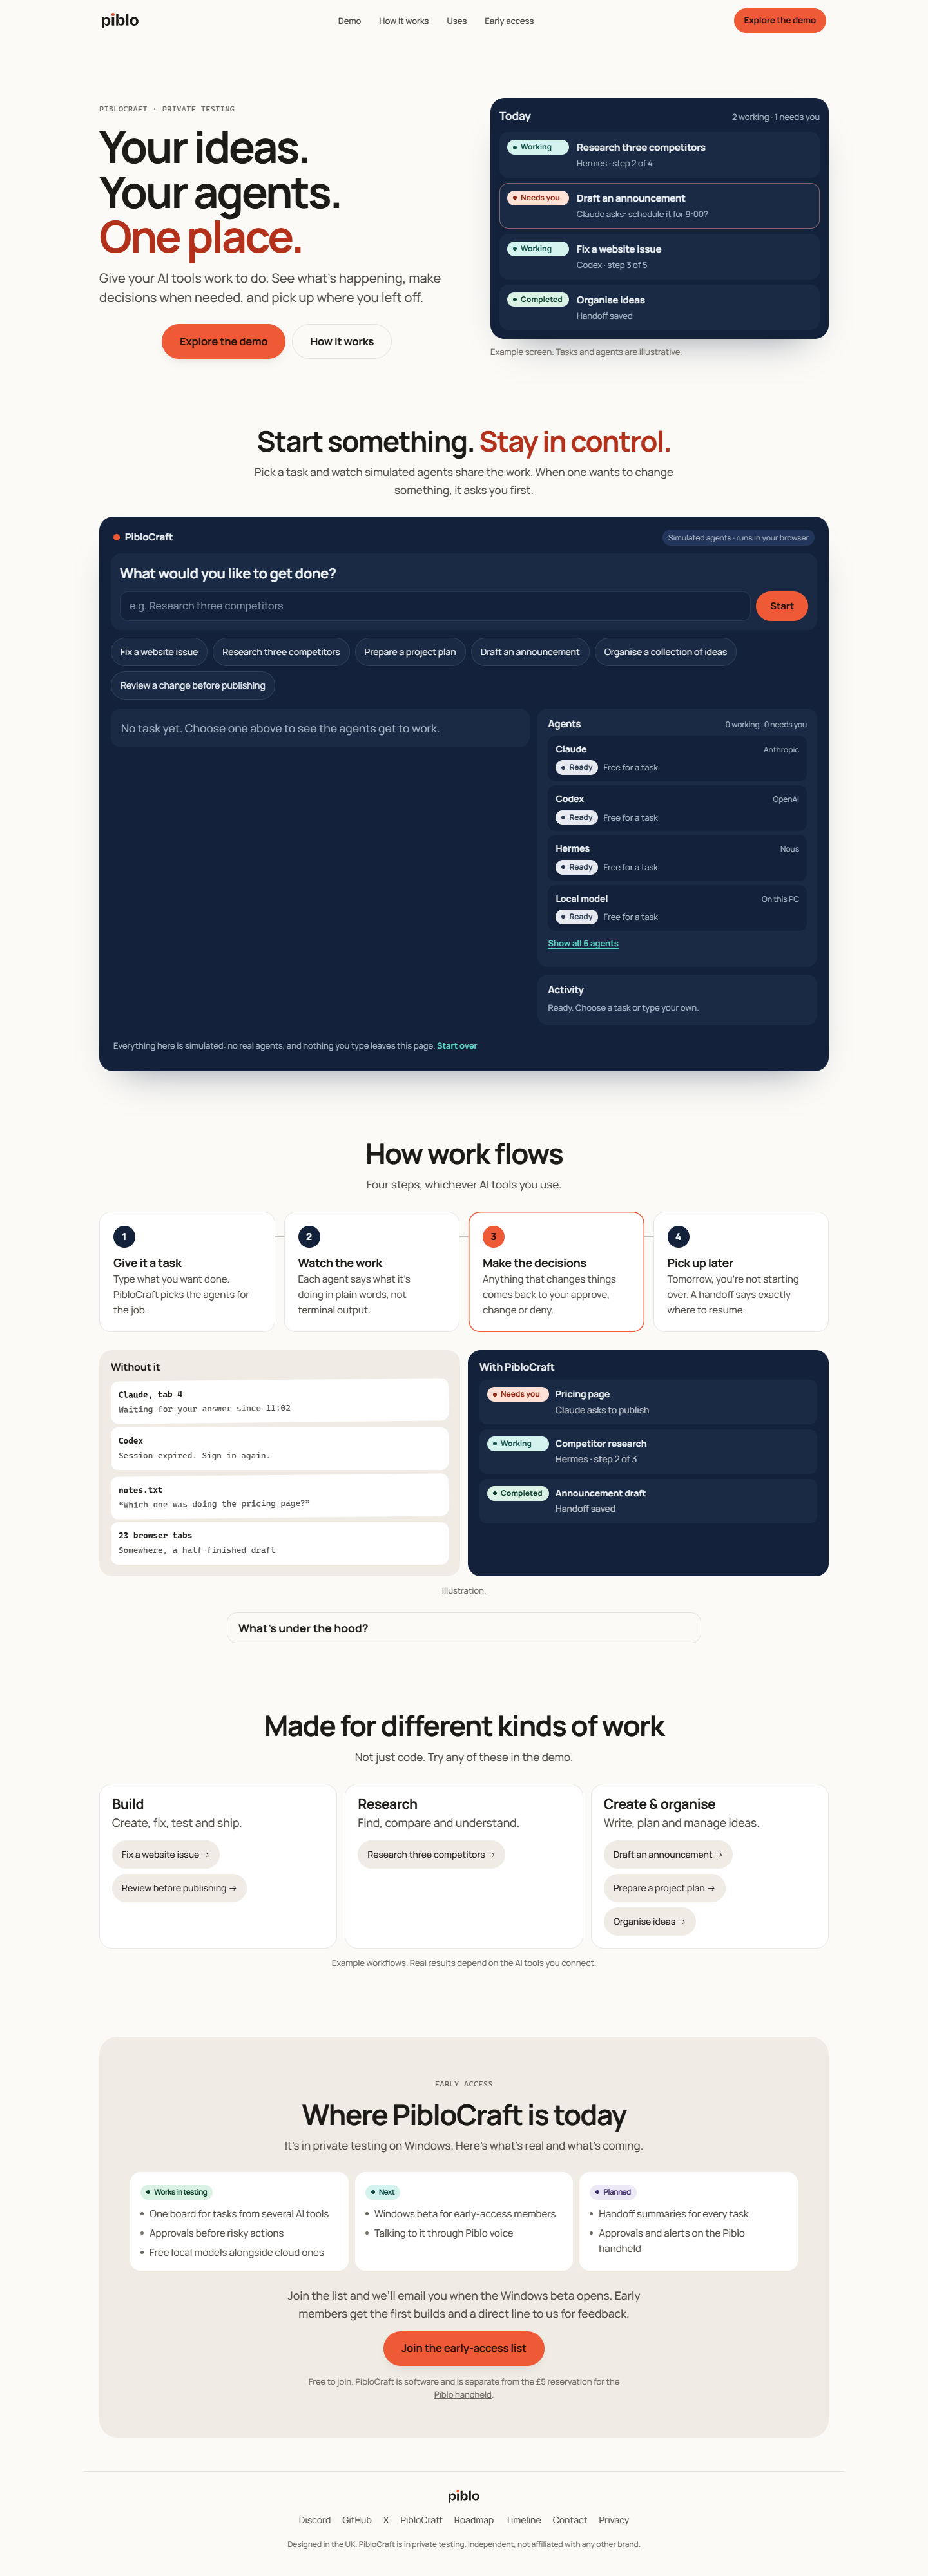 piblo
Demo
How it works
Uses
Early access
Explore the demo
PIBLOCRAFT · PRIVATE TESTING
Your ideas.
Your agents.
One place.
Give your AI tools work to do. See what's happening, make
decisions when needed, and pick up where you left off.
Explore the demo
How it works
Today
2 working · 1 needs you
Working
Research three competitors
Hermes · step 2 of 4
Needs you
Draft an announcement
Claude asks: schedule it for 9:00?
Working
Fix a website issue
Codex · step 3 of 5
Completed
Organise ideas
Handoff saved
Example screen. Tasks and agents are illustrative.
Start something. Stay in control.
Pick a task and watch simulated agents share the work. When one wants to change
something, it asks you first.
PibloCraft
Simulated agents · runs in your browser
What would you like to get done?
e.g. Research three competitors
Start
Fix a website issue
Research three competitors
Prepare a project plan
Draft an announcement
Organise a collection of ideas
Review a change before publishing
No task yet. Choose one above to see the agents get to work.
Agents
0 working · 0 needs you
Claude
Anthropic
Ready
Free for a task
Codex
OpenAI
Ready
Free for a task
Hermes
Nous
Ready
Free for a task
Local model
On this PC
Ready
Free for a task
Show all 6 agents
Activity
Ready. Choose a task or type your own.
Everything here is simulated: no real agents, and nothing you type leaves this page. Start over
How work flows
Four steps, whichever AI tools you use.
1
Give it a task
Type what you want done.
PibloCraft picks the agents for
the job.
2
Watch the work
Each agent says what it's
doing in plain words, not
terminal output.
3
Make the decisions
Anything that changes things
comes back to you: approve,
change or deny.
4
Pick up later
Tomorrow, you're not starting
over. A handoff says exactly
where to resume.
Without it
Claude, tab 4
Waiting for your answer since 11:02
Codex
Session expired. Sign in again.
notes.txt
"Which one was doing the pricing page?"
23 browser tabs
Somewhere, a half-finished draft
With PibloCraft
Needs you
Pricing page
Claude asks to publish
Working
Competitor research
Hermes · step 2 of 3
Completed
Announcement draft
Handoff saved
Illustration.
What's under the hood?
Made for different kinds of work
Not just code. Try any of these in the demo.
Build
Create, fix, test and ship.
Fix a website issue →
Review before publishing →
Research
Find, compare and understand.
Research three competitors →
Create & organise
Write, plan and manage ideas.
Draft an announcement →
Prepare a project plan →
Organise ideas →
Example workflows. Real results depend on the AI tools you connect.
EARLY ACCESS
Where PibloCraft is today
It's in private testing on Windows. Here's what's real and what's coming.
Works in testing
One board for tasks from several AI tools
Approvals before risky actions
Free local models alongside cloud ones
Next
Windows beta for early-access members
Talking to it through Piblo voice
Planned
Handoff summaries for every task
Approvals and alerts on the Piblo
handheld
Join the list and we'll email you when the Windows beta opens. Early
members get the first builds and a direct line to us for feedback.
Join the early-access list
Free to join. PibloCraft is software and is separate from the £5 reservation for the
Piblo handheld.
piblo
Discord
GitHub
X
PibloCraft
Roadmap
Timeline
Contact
Privacy
Designed in the UK. PibloCraft is in private testing. Independent, not affiliated with any other brand.